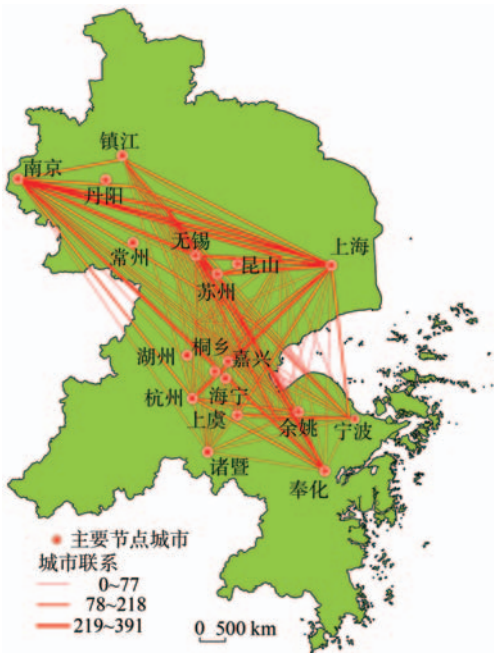 镇江
南京
丹阳
常州
无锡
昆山
上海
苏州
湖州
桐乡
嘉兴
杭州
海宁
上虞
余姚
宁波
诸暨
奉化
主要节点城市
城市联系
0~77
78~218
219~391
0 500 km